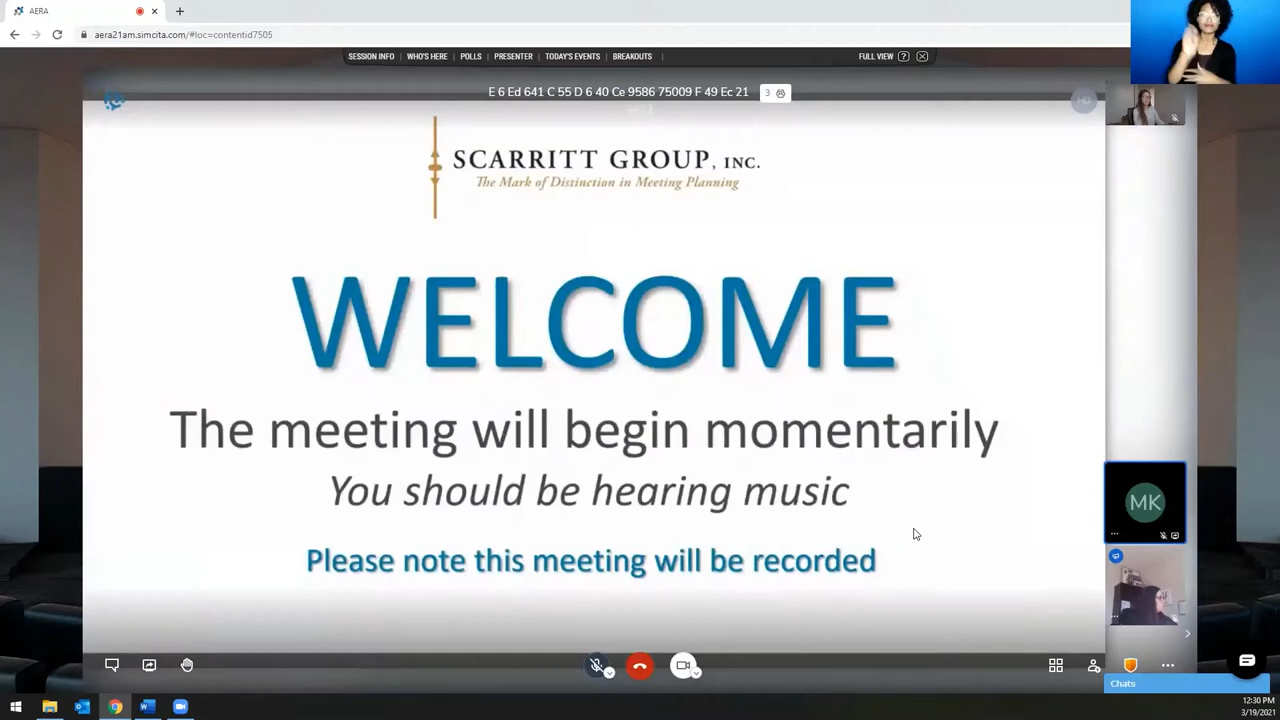 AERA
aera21am.simcita.com/#loc=contentid7505
SESSION INFO | WHO'S HERE | POLLS | PRESENTER | TODAY'S EVENTS | BREAKOUTS |
FULL VIEW ?
E 6 Ed 641 C 55 D 6 40 Ce 9586 75009 F 49 Ec 21
3
HD
SCARRITT GROUP, INC.
The Mark of Distinction in Meeting Planning
WELCOME
The meeting will begin momentarily
You should be hearing music
Please note this meeting will be recorded
MK
Chats
12:30 PM
3/19/2021